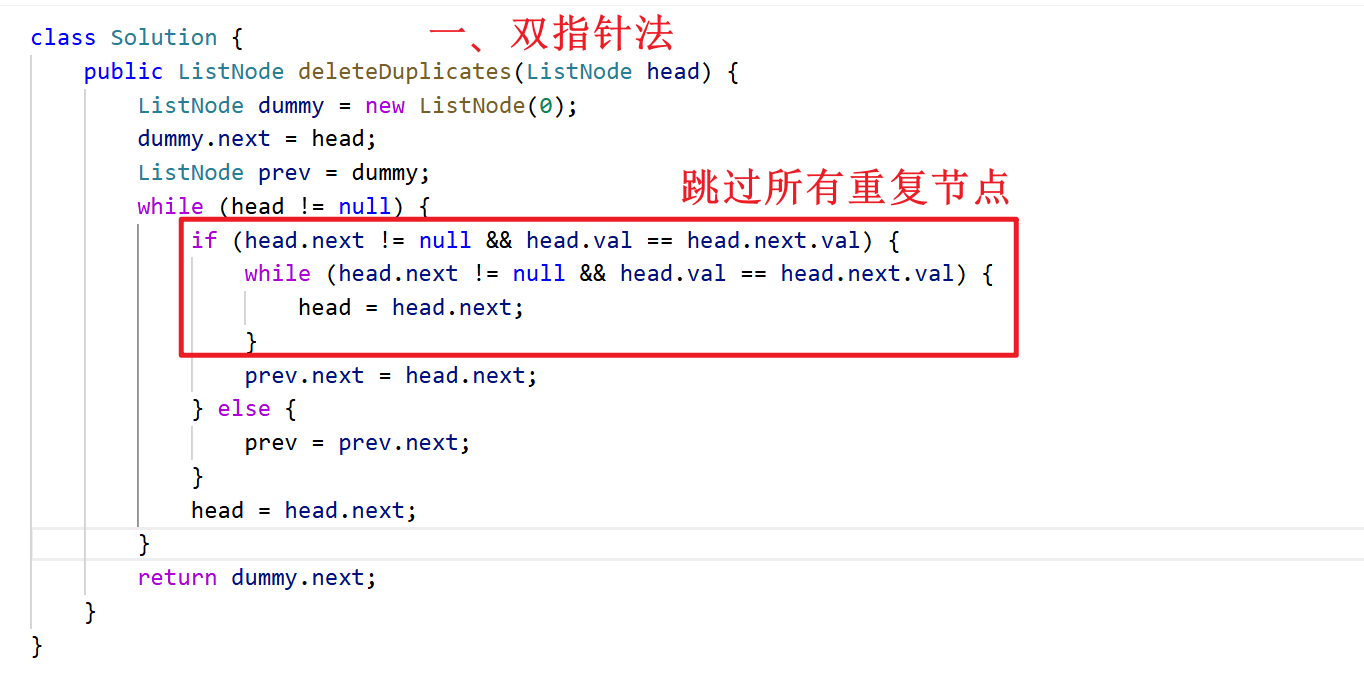 一、双指针法
class Solution {
    public ListNode deleteDuplicates(ListNode head) {
        ListNode dummy = new ListNode(0);
        dummy.next = head;
        ListNode prev = dummy;
跳过所有重复节点
        while (head != null) {
            if (head.next != null && head.val == head.next.val) {
                while (head.next != null && head.val == head.next.val) {
                    head = head.next;
                }
                prev.next = head.next;
            } else {
                prev = prev.next;
            }
            head = head.next;
        }
        return dummy.next;
    }
}